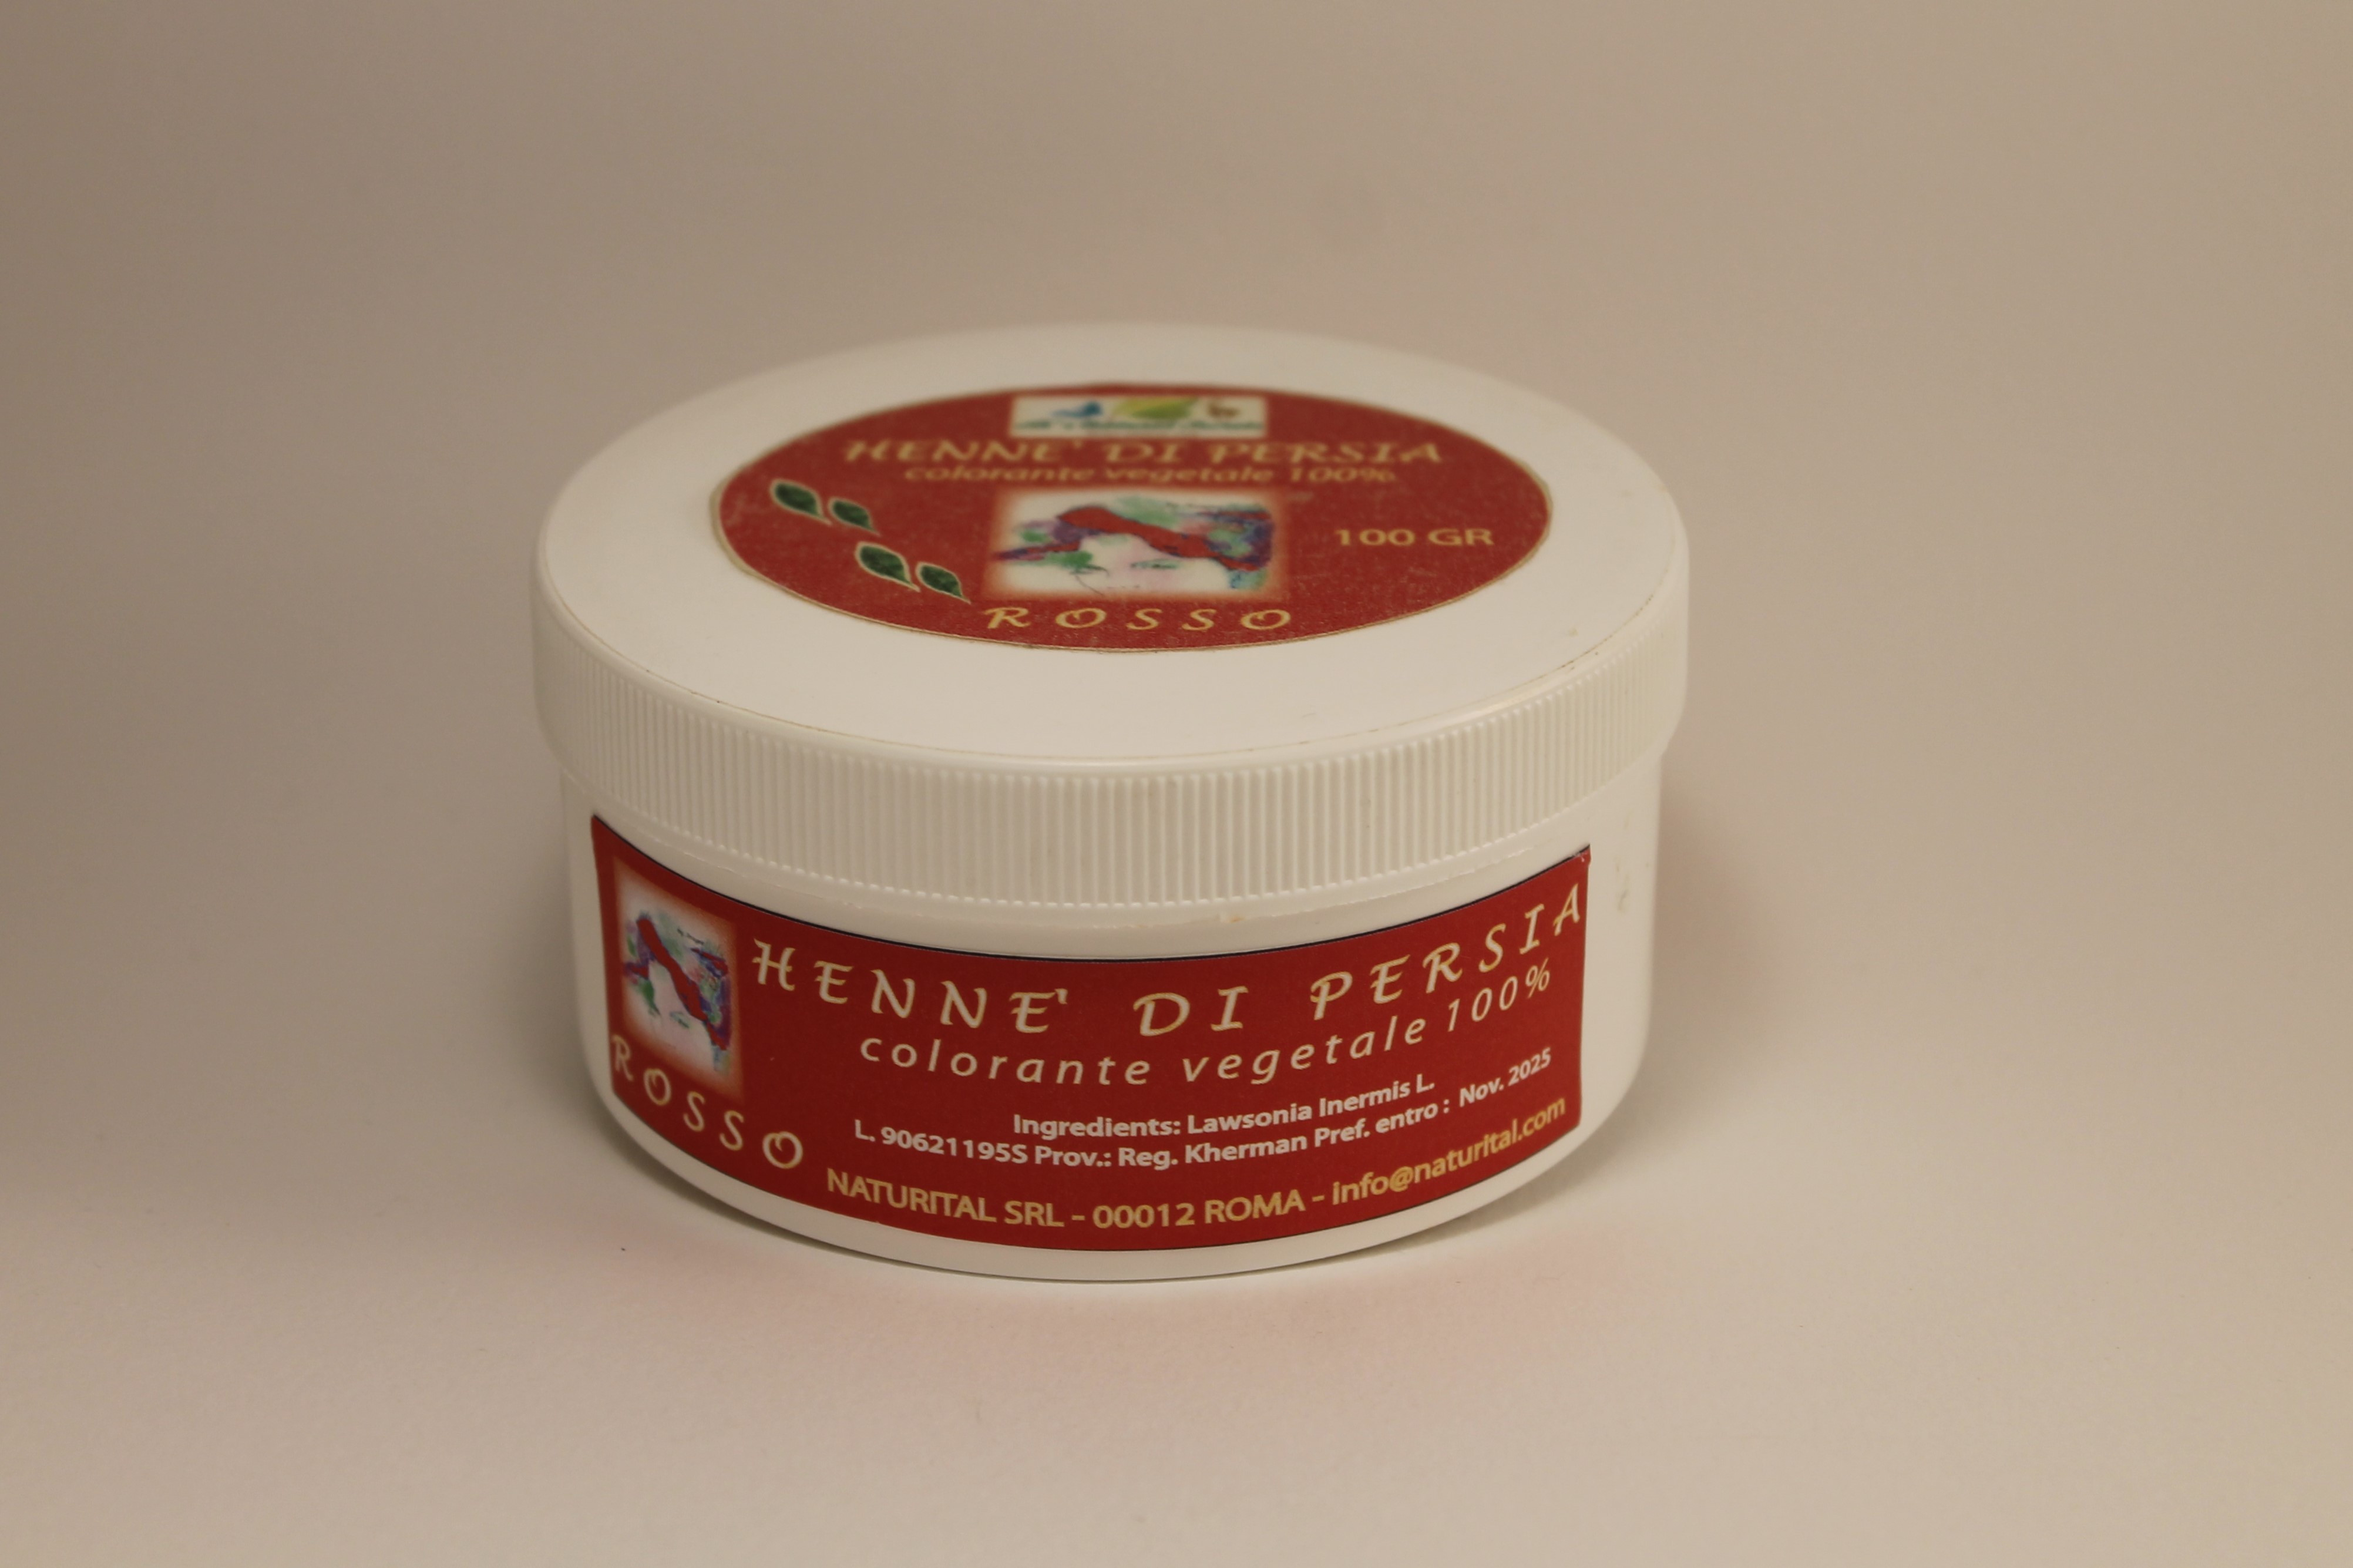 HENNE' DI PERSIA
colorante vegetale 100%
100 GR
ROSSO
HENNE' DI PERSIA
colorante vegetale 100%
ROSSO
Ingredients: Lawsonia Inermis L.
L. 90621195S Prov.: Reg. Kherman Pref. entro : Nov. 2025
NATURITAL SRL - 00012 ROMA - info@naturital.com